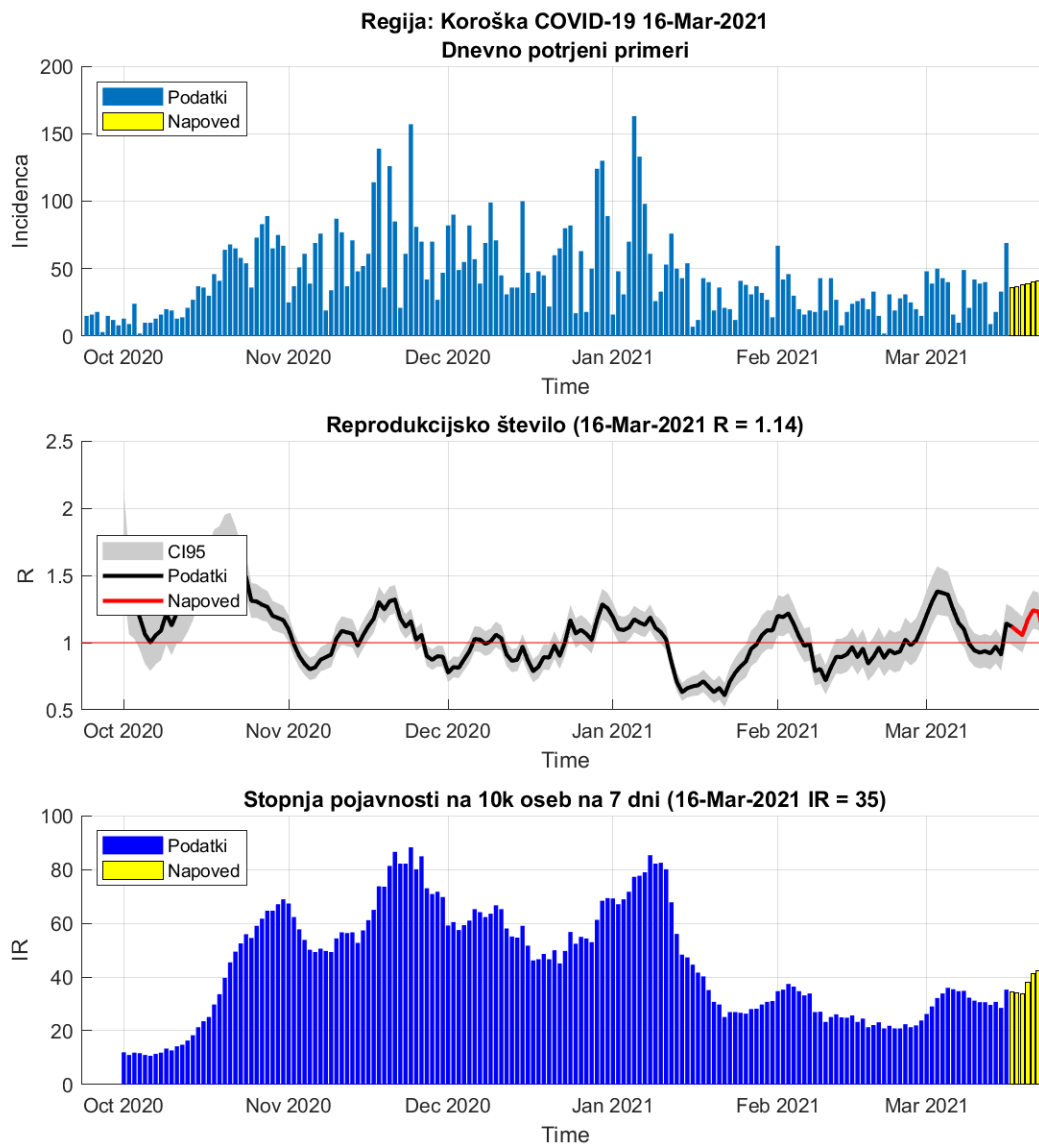 Regija: Koroška COVID-19 16-Mar-2021
Dnevno potrjeni primeri
200
150
100
50
0
Incidenca
Podatki
Napoved
Oct 2020 Nov 2020 Dec 2020 Jan 2021 Feb 2021 Mar 2021
Time
Reprodukcijsko število (16-Mar-2021 R = 1.14)
2.5
2
1.5
1
0.5
R
CI95
Podatki
Napoved
Oct 2020 Nov 2020 Dec 2020 Jan 2021 Feb 2021 Mar 2021
Time
Stopnja pojavnosti na 10k oseb na 7 dni (16-Mar-2021 IR = 35)
100
80
60
40
20
0
IR
Podatki
Napoved
Oct 2020 Nov 2020 Dec 2020 Jan 2021 Feb 2021 Mar 2021
Time